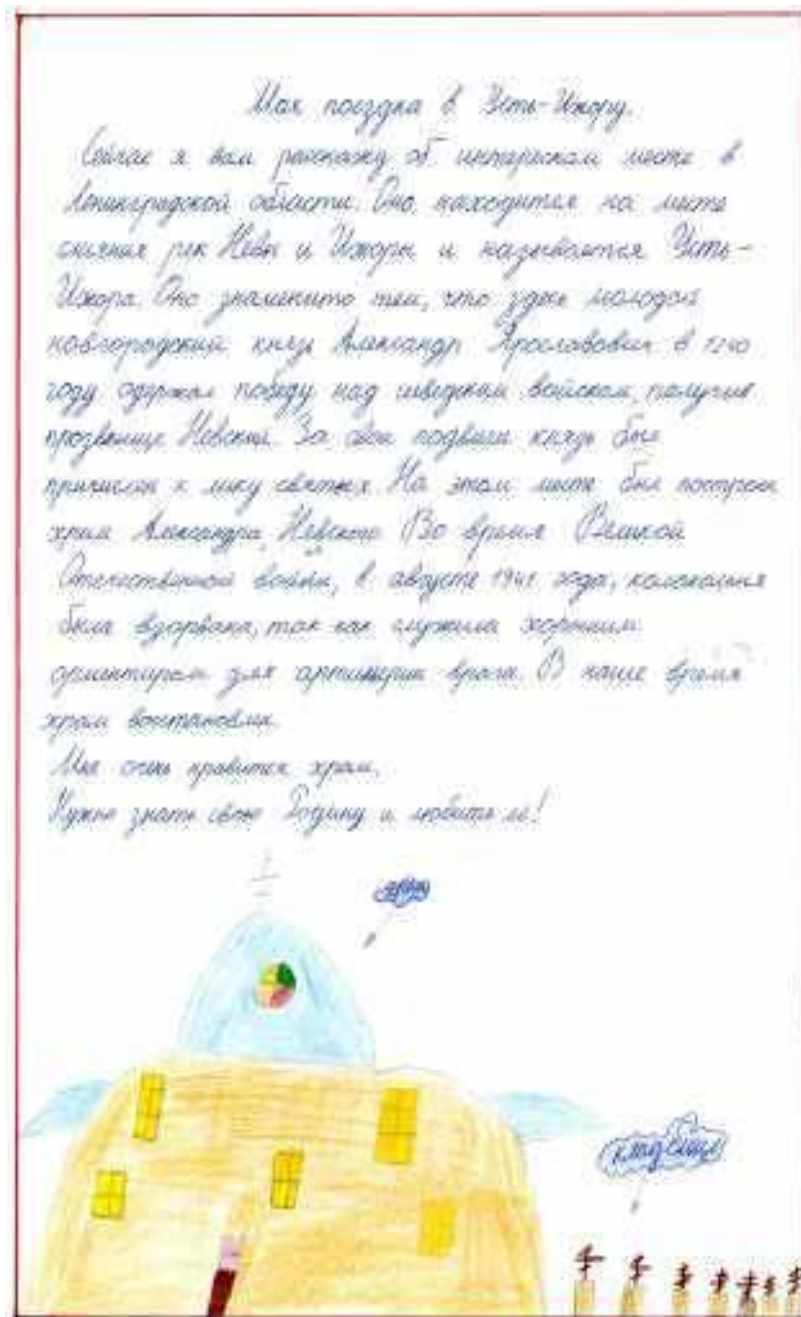 Моя поездка в Усть-Ижору.
Сейчас я вам расскажу об интересном месте в
Ленинградской области. Оно находится на месте
слияния рек Невы и Ижоры и называется Усть-
Ижора. Оно знаменито тем, что здесь молодой
новгородский князь Александр Ярославович в 1240
году одержал победу над шведским войском, получив
прозвище Невский. За свои подвиги князь был
причислен к лику святых. На этом месте был построен
храм Александра Невского. Во время Великой
Отечественной войны, в августе 1941 года, колокольня
была взорвана, так как служила хорошим
ориентиром для артиллерии врага. В наше время
храм восстановили.
Мне очень нравится храм.
Нужно знать свою Родину и любить её!
храм
кладбище